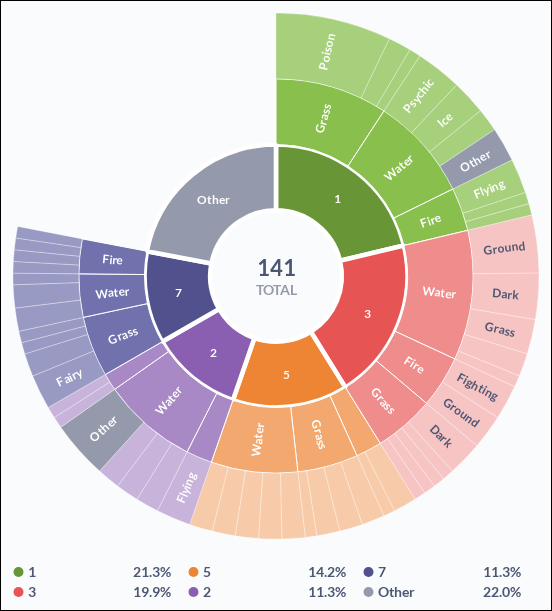 Poison
Grass
Psychic
Ice
Water
Other
Flying
Fire
1
Other
Ground
Water
Dark
Grass
3
Fire
Fighting
Ground
Grass
Dark
141
TOTAL
Fire
7
Water
Grass
Fairy
2
5
Water
Other
Flying
Water
Grass
1 21.3% 5 14.2% 7 11.3%
3 19.9% 2 11.3% Other 22.0%